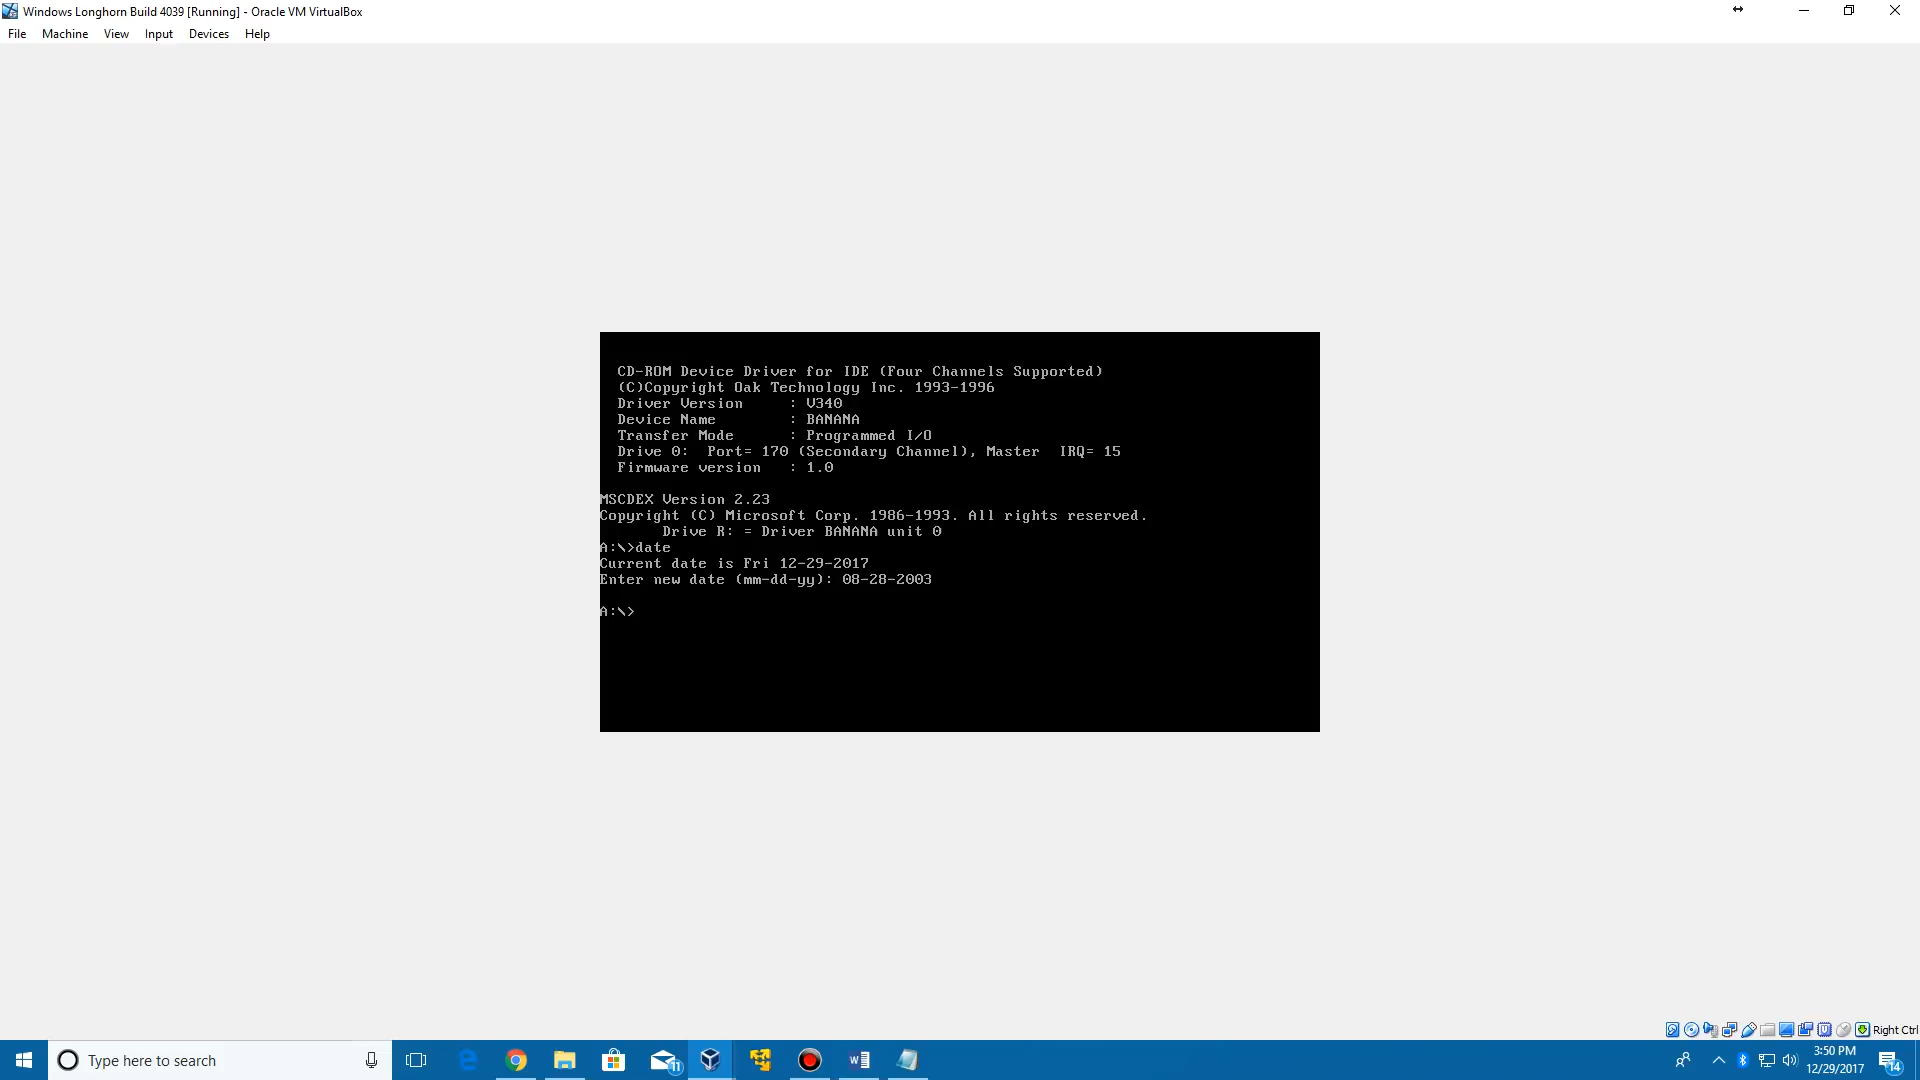 Windows Longhorn Build 4039 [Running] - Oracle VM VirtualBox
File Machine View Input Devices Help
CD-ROM Device Driver for IDE (Four Channels Supported)
(C)Copyright Oak Technology Inc. 1993-1996
Driver Version : V340
Device Name : BANANA
Transfer Mode : Programmed I/O
Drive 0: Port= 170 (Secondary Channel), Master IRQ= 15
Firmware version : 1.0
MSCDEX Version 2.23
Copyright (C) Microsoft Corp. 1986-1993. All rights reserved.
Drive R: = Driver BANANA unit 0
A:\>date
Current date is Fri 12-29-2017
Enter new date (mm-dd-yy): 08-28-2003
A:\>
Right Ctrl
Type here to search
11
3:50 PM
12/29/2017
14